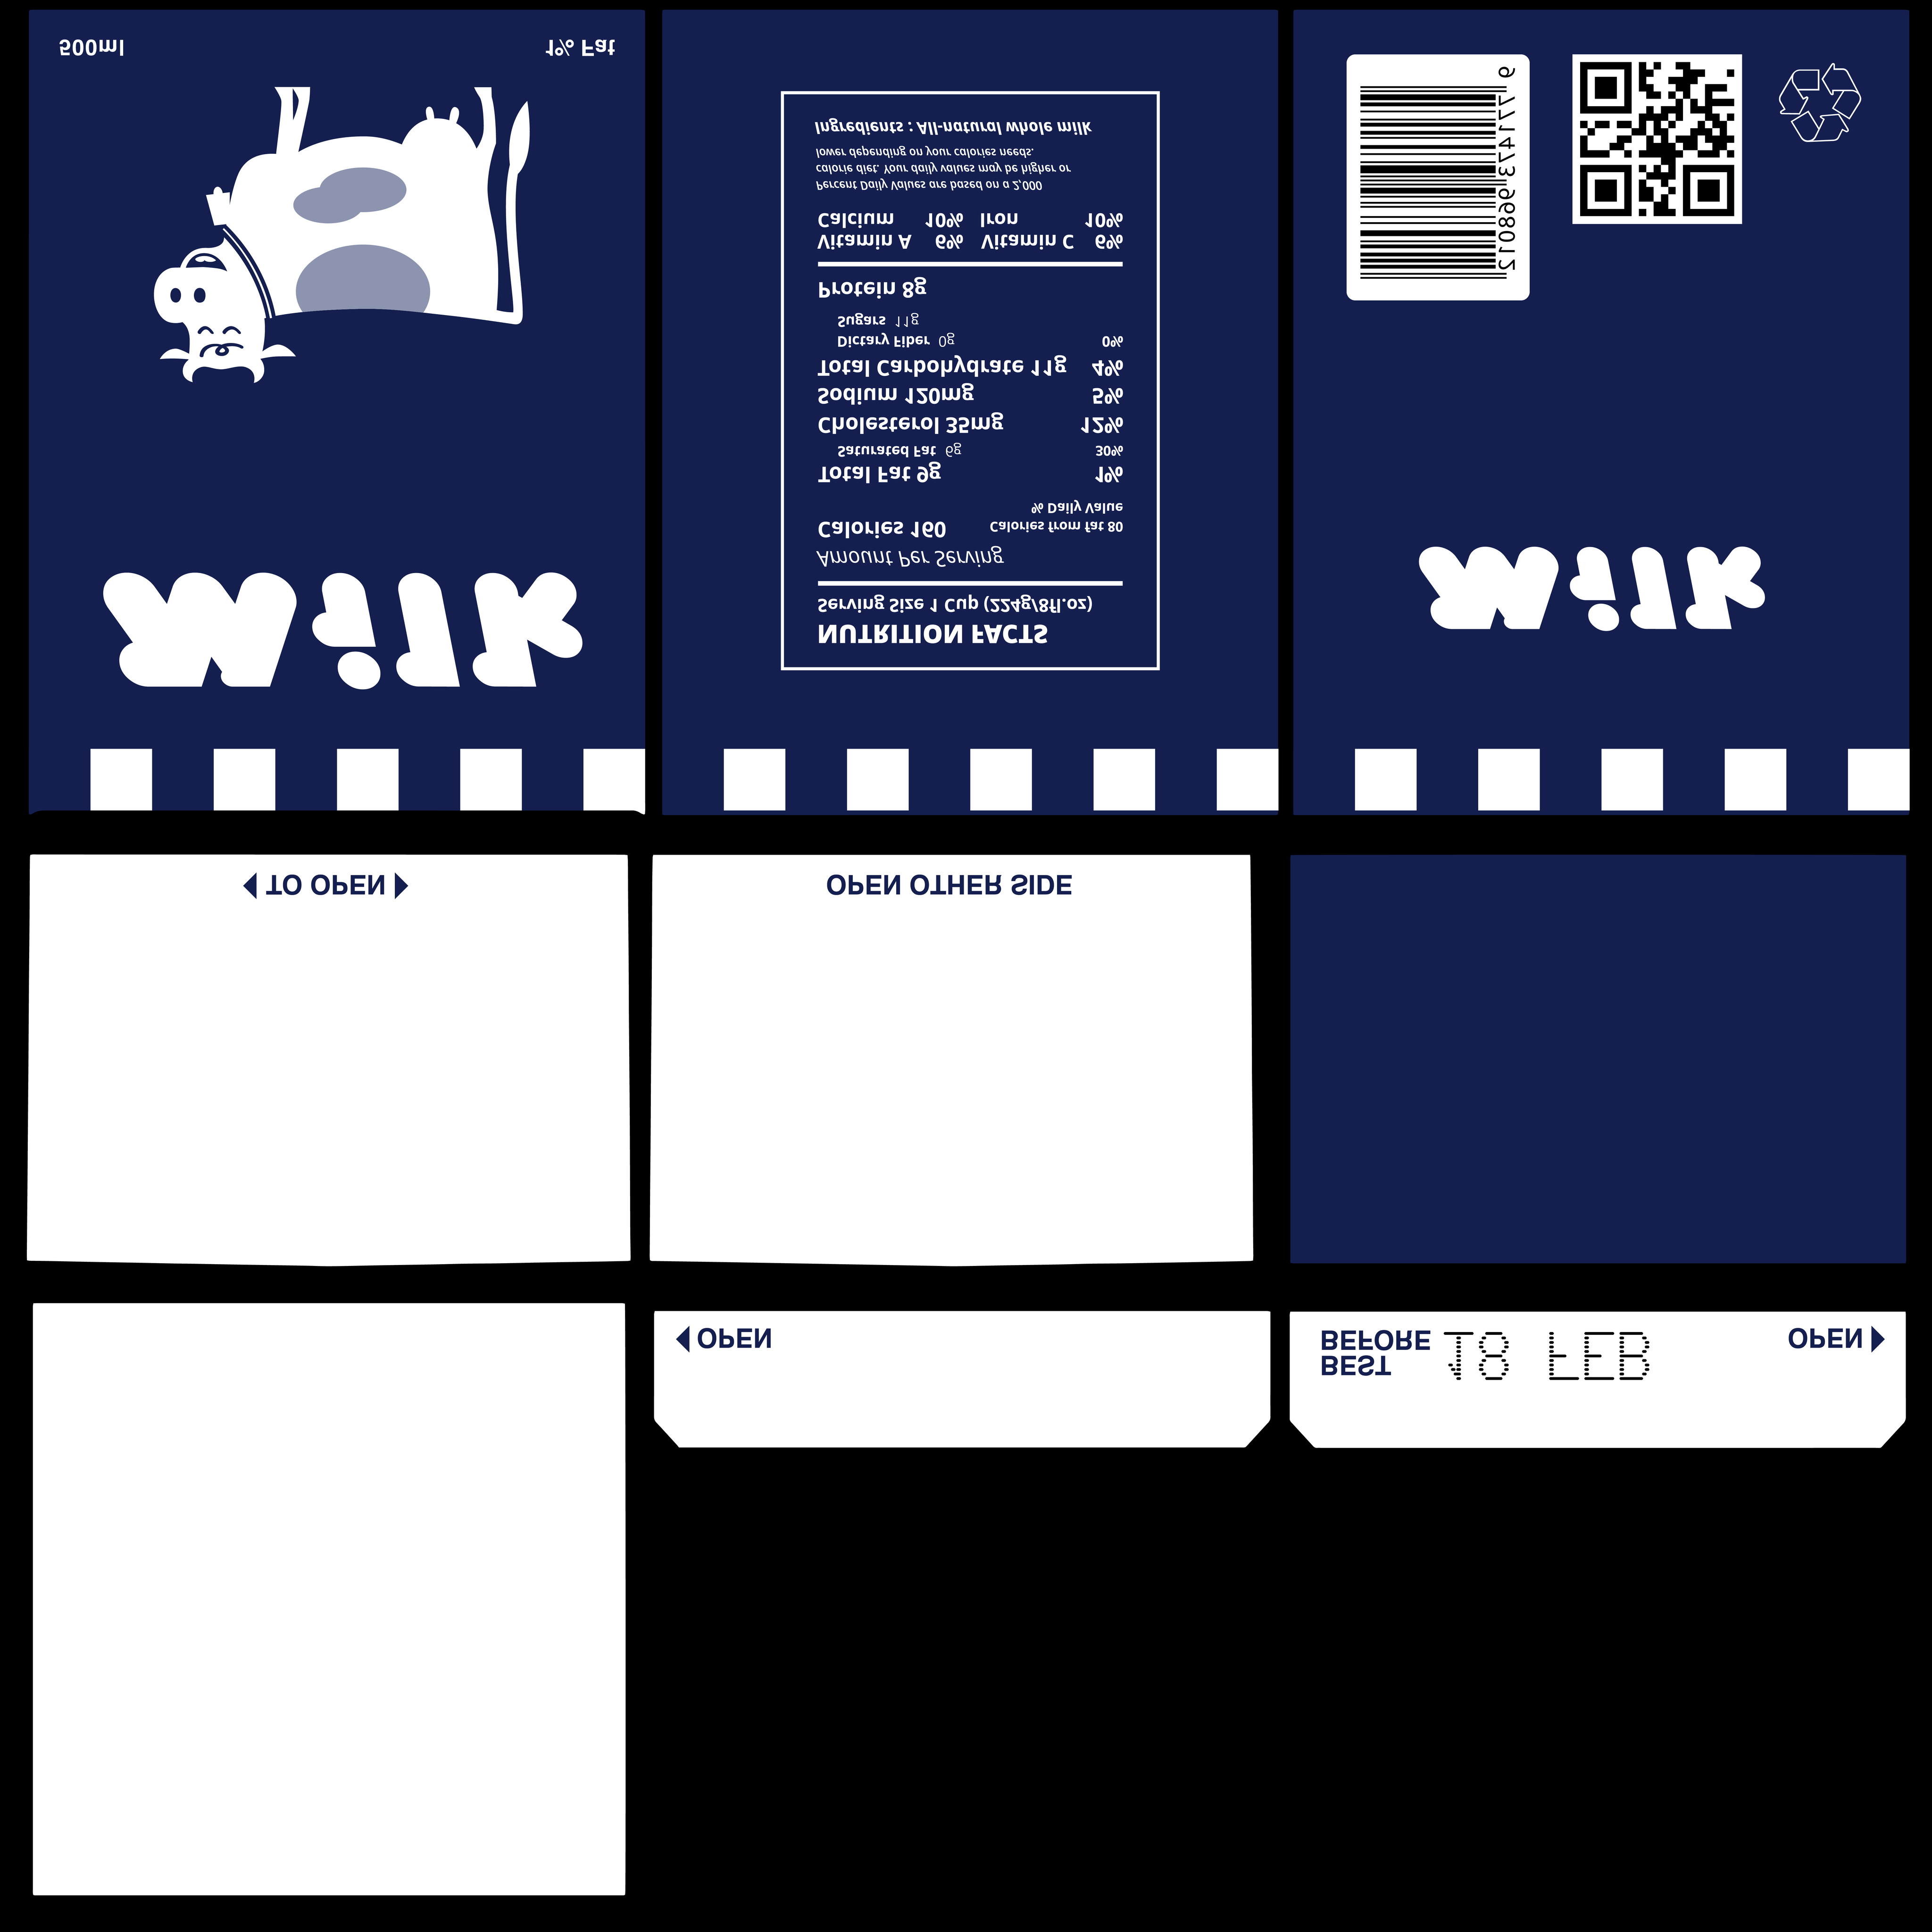 Milk
500ml 1% Fat
NUTRITION FACTS
Serving Size 1 Cup (224g/8fl.oz)
Amount Per Serving
Calories 160 Calories from fat 80
% Daily Value
Total Fat 9g 1%
Saturated Fat 6g 30%
Cholesterol 35mg 12%
Sodium 120mg 5%
Total Carbohydrate 11g 4%
Dictary Fiber 0g 0%
Sugars 11g
Protein 8g
Vitamin A 6% Vitamin C 6%
Calcium 10% Iron 10%
Percent Daily Values are based on a 2,000
calorie diet. Your daily values may be higher or
lower depending on your calories needs.
Ingredients : All-natural whole milk
Milk
9 771473 968012
◀ TO OPEN ▶
OPEN OTHER SIDE
◀ OPEN
BEST
BEFORE 18 FEB
OPEN ▶